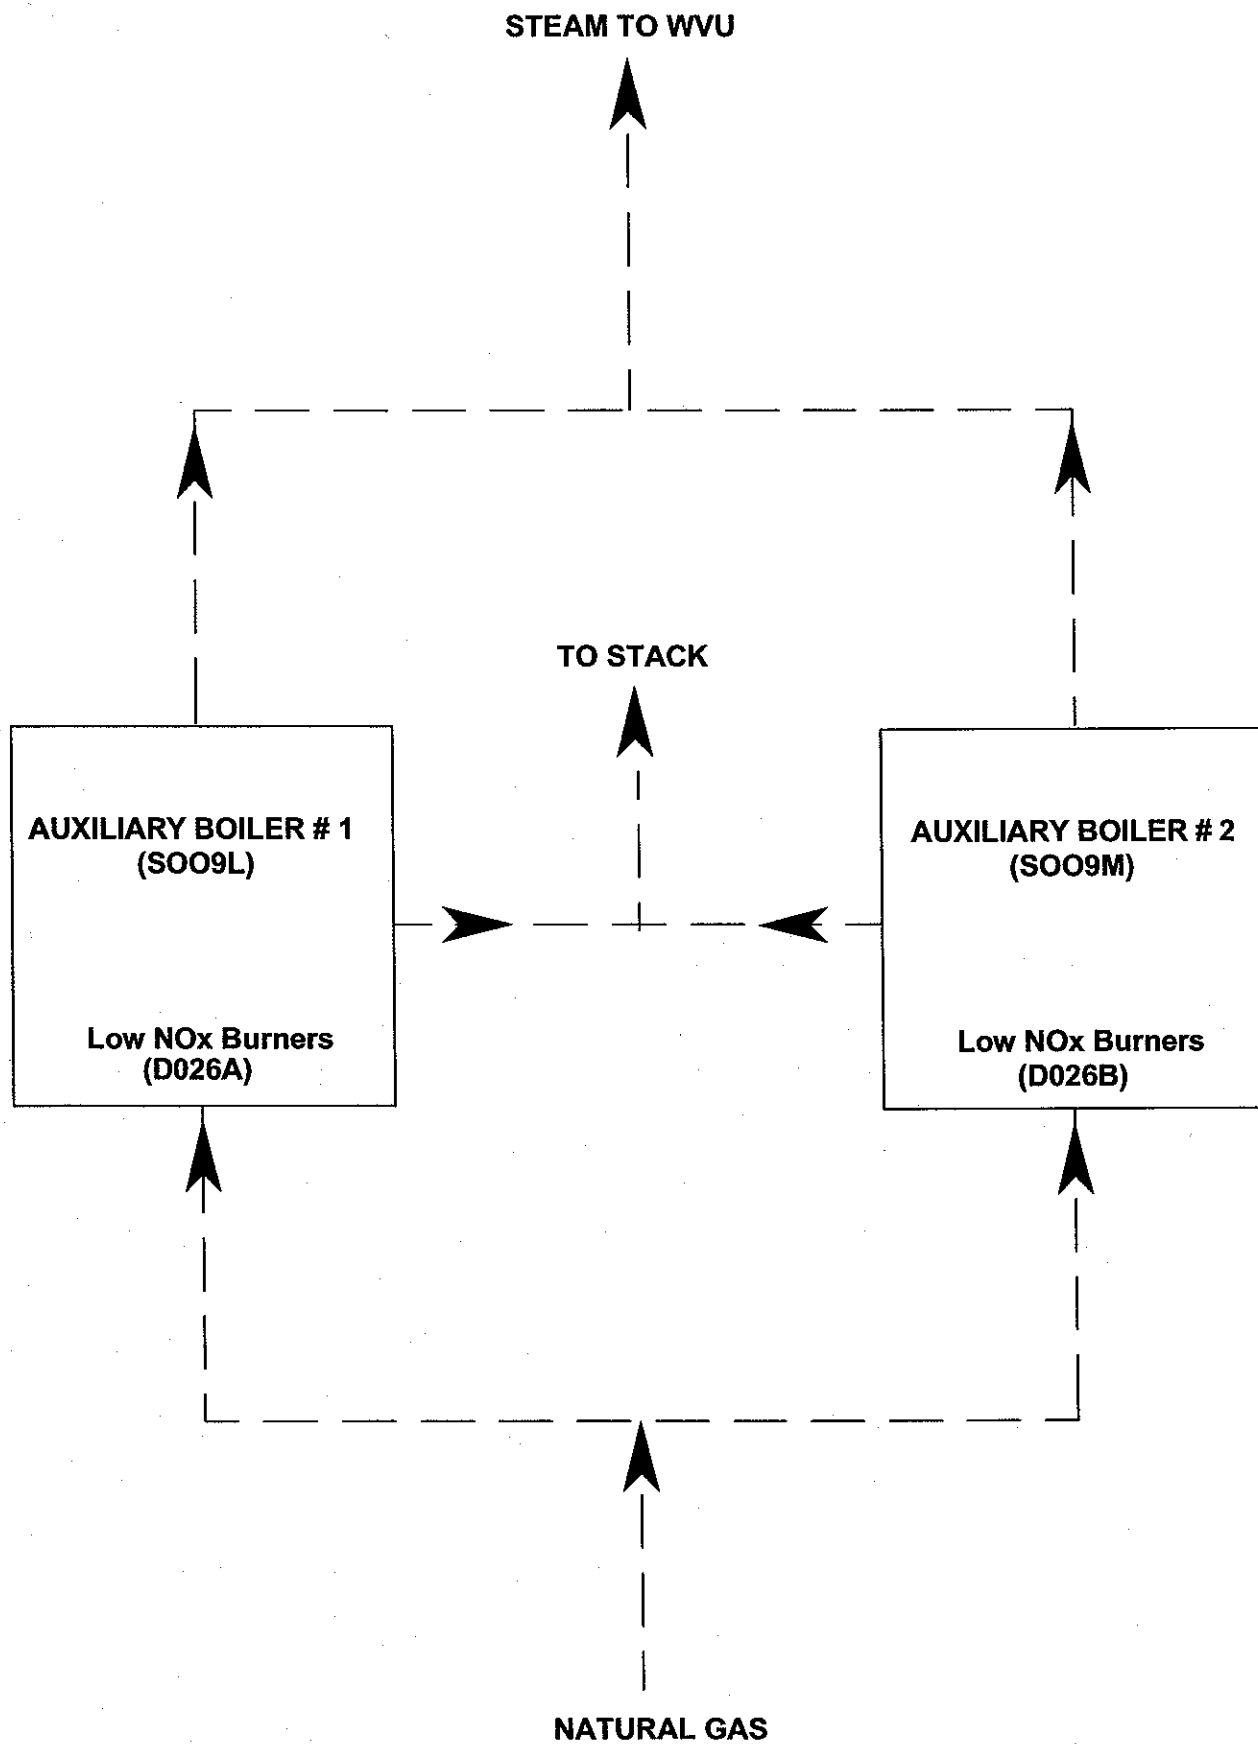 STEAM TO WVU
TO STACK
AUXILIARY BOILER # 1
(SOO9L)
Low NOx Burners
(D026A)
AUXILIARY BOILER # 2
(SOO9M)
Low NOx Burners
(D026B)
NATURAL GAS